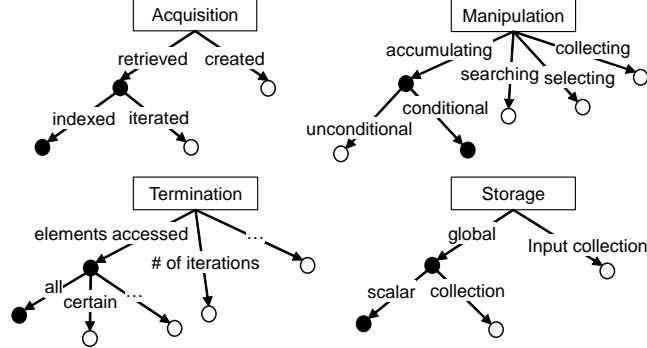 Acquisition
retrieved
created
indexed
iterated
Manipulation
accumulating
collecting
searching
selecting
unconditional
conditional
Termination
elements accessed
...
# of iterations
all
certain
...
Storage
global
Input collection
scalar
collection